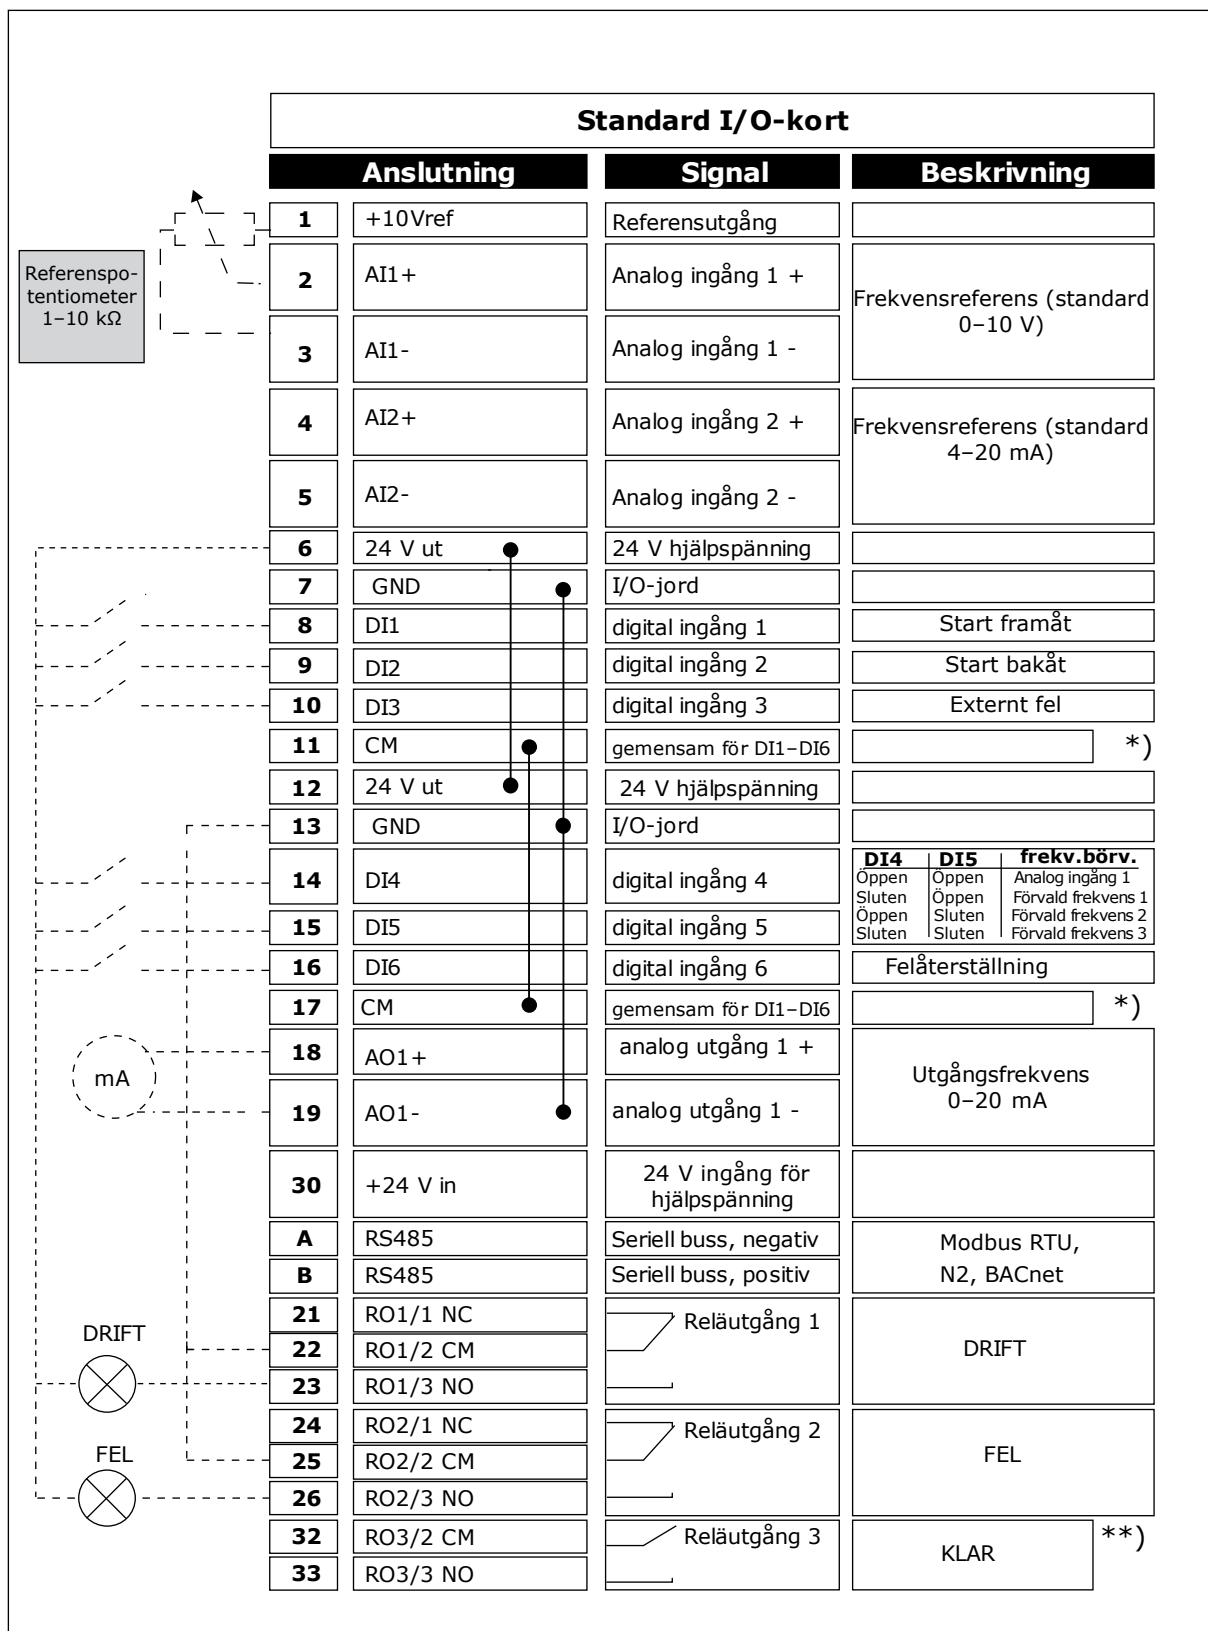 Standard I/O-kort
Anslutning Signal Beskrivning
1 +10Vref Referensutgång
Referenspo-
tentiometer
1–10 kΩ
2 AI1+ Analog ingång 1 +
Frekvensreferens (standard
0–10 V)
3 AI1- Analog ingång 1 -
4 AI2+ Analog ingång 2 +
Frekvensreferens (standard
4–20 mA)
5 AI2- Analog ingång 2 -
6 24 V ut 24 V hjälpspänning
7 GND I/O-jord
8 DI1 digital ingång 1 Start framåt
9 DI2 digital ingång 2 Start bakåt
10 DI3 digital ingång 3 Externt fel
11 CM gemensam för DI1–DI6 *)
12 24 V ut 24 V hjälpspänning
13 GND I/O-jord
14 DI4 digital ingång 4
DI4 DI5 frekv.börv.
Öppen Öppen Analog ingång 1
Sluten Öppen Förvald frekvens 1
Öppen Sluten Förvald frekvens 2
Sluten Sluten Förvald frekvens 3
15 DI5 digital ingång 5
16 DI6 digital ingång 6 Felåterställning
17 CM gemensam för DI1–DI6 *)
18 AO1+ analog utgång 1 +
mA
Utgångsfrekvens
0–20 mA
19 AO1- analog utgång 1 -
30 +24 V in
24 V ingång för
hjälpspänning
A RS485 Seriell buss, negativ
Modbus RTU,
N2, BACnet
B RS485 Seriell buss, positiv
21 RO1/1 NC Reläutgång 1
DRIFT
22 RO1/2 CM DRIFT
23 RO1/3 NO
24 RO2/1 NC Reläutgång 2
FEL
25 RO2/2 CM FEL
26 RO2/3 NO
32 RO3/2 CM Reläutgång 3 **)
KLAR
33 RO3/3 NO